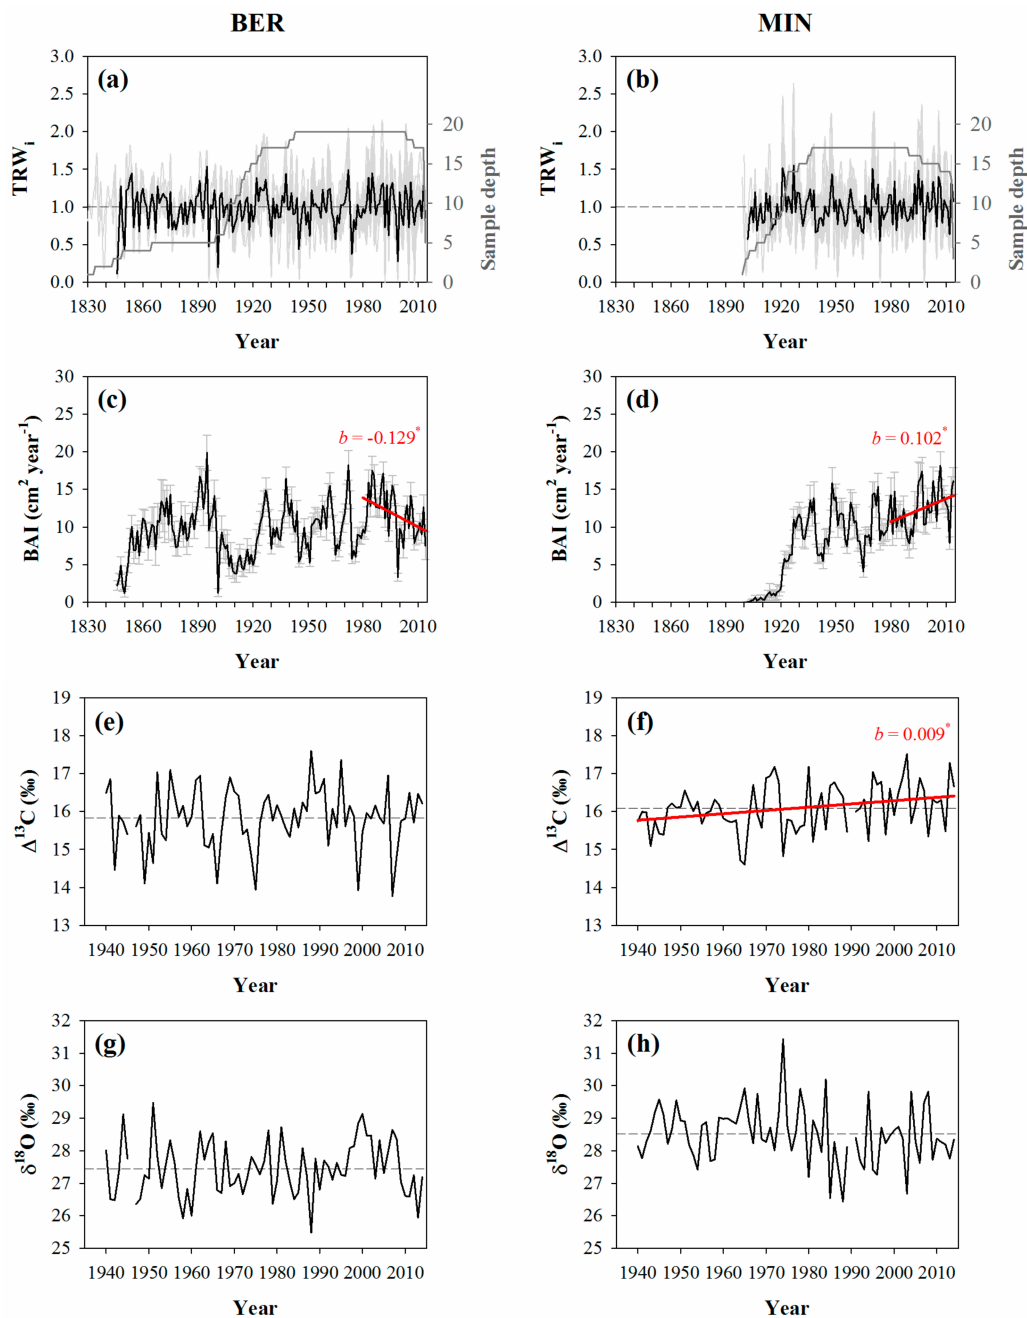 BER MIN
(a) (b)
TRWi TRWi
3.0 2.5 2.0 1.5 1.0 0.5 0.0
20 15 10 5 0
Sample depth
1830 1860 1890 1920 1950 1980 2010
Year
3.0 2.5 2.0 1.5 1.0 0.5 0.0
20 15 10 5 0
Sample depth
1830 1860 1890 1920 1950 1980 2010
Year
(c)
b = -0.129*
BAI (cm² year⁻¹)
30 25 20 15 10 5 0
1830 1860 1890 1920 1950 1980 2010
Year
(d)
b = 0.102*
BAI (cm² year⁻¹)
30 25 20 15 10 5 0
1830 1860 1890 1920 1950 1980 2010
Year
(e)
Δ¹³C (‰)
19 18 17 16 15 14 13
1940 1950 1960 1970 1980 1990 2000 2010
Year
(f)
b = 0.009*
Δ¹³C (‰)
19 18 17 16 15 14 13
1940 1950 1960 1970 1980 1990 2000 2010
Year
(g)
δ¹⁸O (‰)
32 31 30 29 28 27 26 25
1940 1950 1960 1970 1980 1990 2000 2010
Year
(h)
δ¹⁸O (‰)
32 31 30 29 28 27 26 25
1940 1950 1960 1970 1980 1990 2000 2010
Year